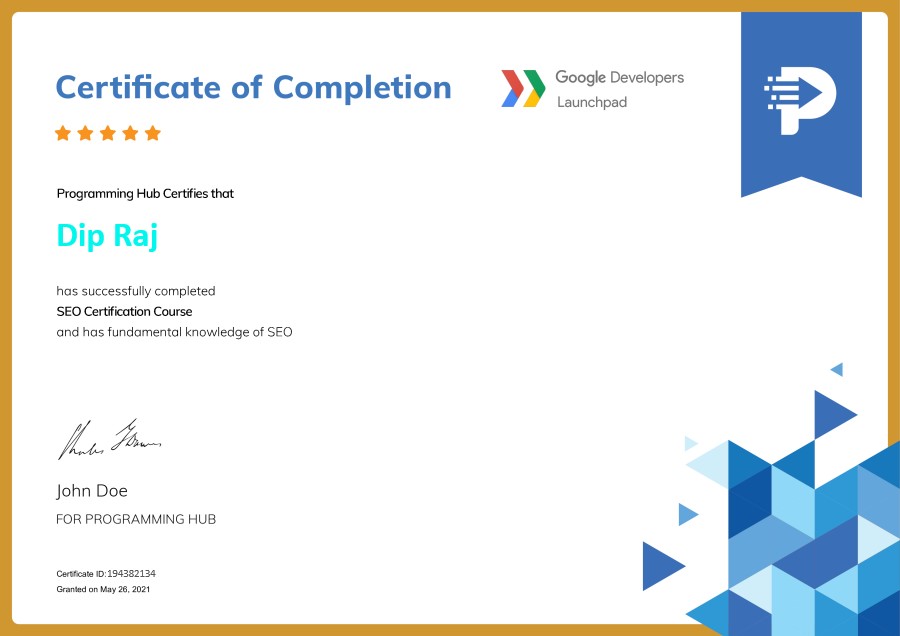 Certificate of Completion
Google Developers
Launchpad
Programming Hub Certifies that
Dip Raj
has successfully completed
SEO Certification Course
and has fundamental knowledge of SEO
John Doe
FOR PROGRAMMING HUB
Certificate ID:194382134
Granted on May 26, 2021